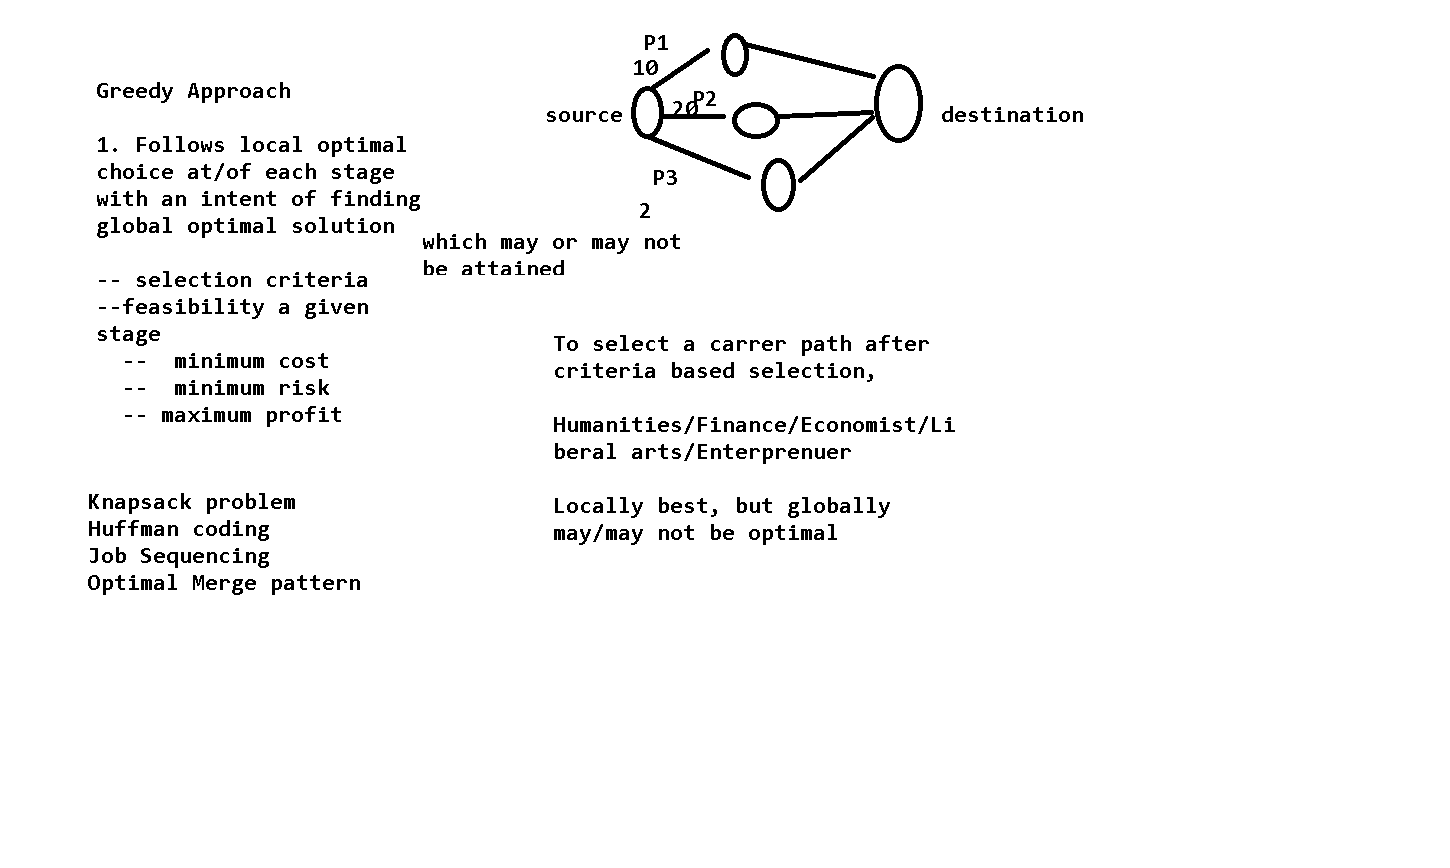 Greedy Approach
1. Follows local optimal
choice at/of each stage
with an intent of finding
global optimal solution
which may or may not
be attained
-- selection criteria
--feasibility a given
stage
--  minimum cost
--  minimum risk
-- maximum profit
Knapsack problem
Huffman coding
Job Sequencing
Optimal Merge pattern
P1
10
source
20
P2
destination
P3
2
To select a carrer path after
criteria based selection,
Humanities/Finance/Economist/Li
beral arts/Enterprenuer
Locally best, but globally
may/may not be optimal